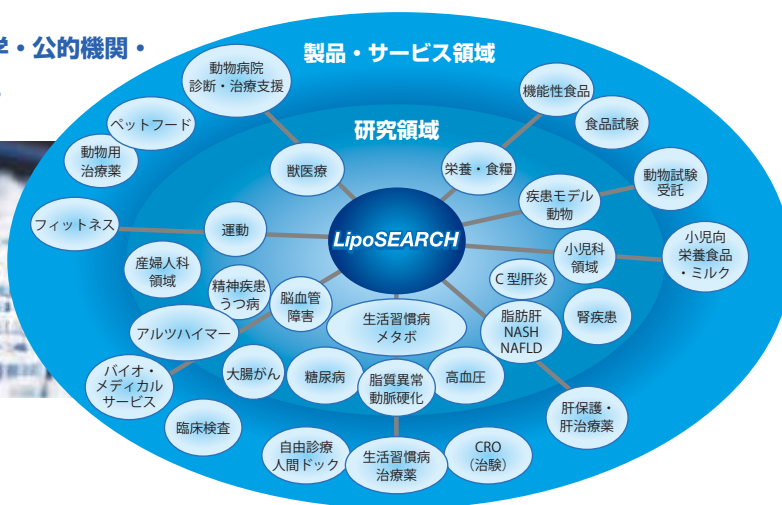 学・公的機関・
製品・サービス領域
動物病院
診断・治療支援
機能性食品
ペットフード
食品試験
研究領域
動物用
治療薬
獣医療
栄養・食糧
動物試験
受託
疾患モデル
動物
フィットネス
運動
LipoSEARCH
小児科
領域
小児向
栄養食品
・ミルク
産婦人科
領域
精神疾患
うつ病
脳血管
障害
C型肝炎
生活習慣病
メタボ
脂肪肝
NASH
NAFLD
腎疾患
アルツハイマー
バイオ・
メディカル
サービス
大腸がん
糖尿病
脂質異常
動脈硬化
高血圧
肝保護・
肝治療薬
臨床検査
自由診療
人間ドック
生活習慣病
治療薬
CRO
（治験）